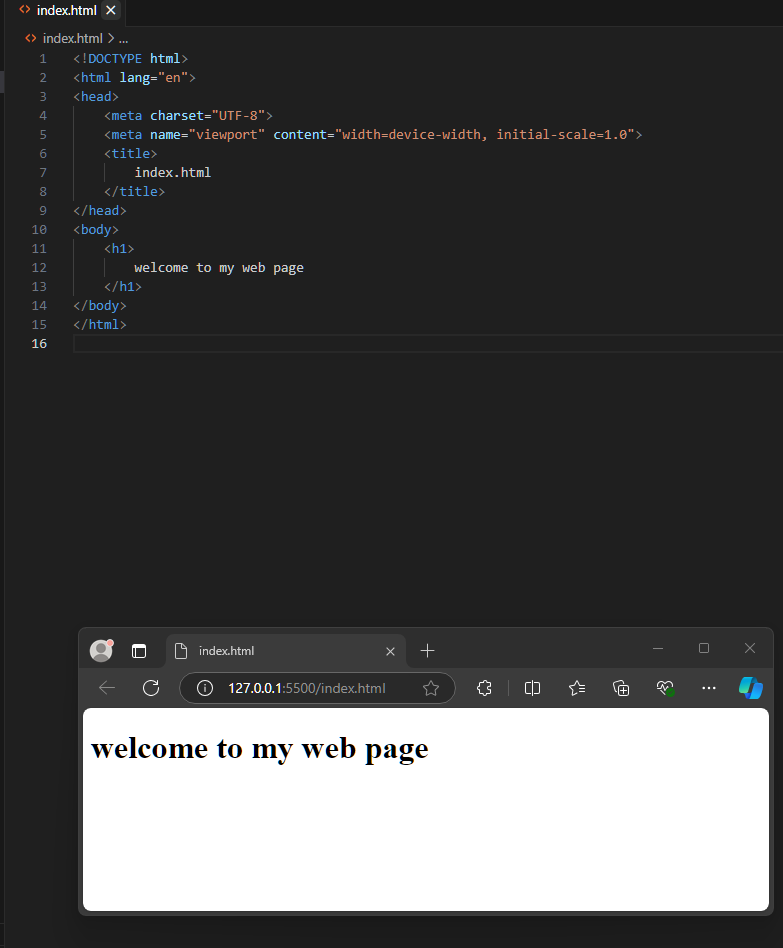 index.html
index.html > ...
1 <!DOCTYPE html>
2 <html lang="en">
3 <head>
4     <meta charset="UTF-8">
5     <meta name="viewport" content="width=device-width, initial-scale=1.0">
6     <title>
7         index.html
8     </title>
9 </head>
10 <body>
11     <h1>
12         welcome to my web page
13     </h1>
14 </body>
15 </html>
16
index.html
127.0.0.1:5500/index.html
welcome to my web page